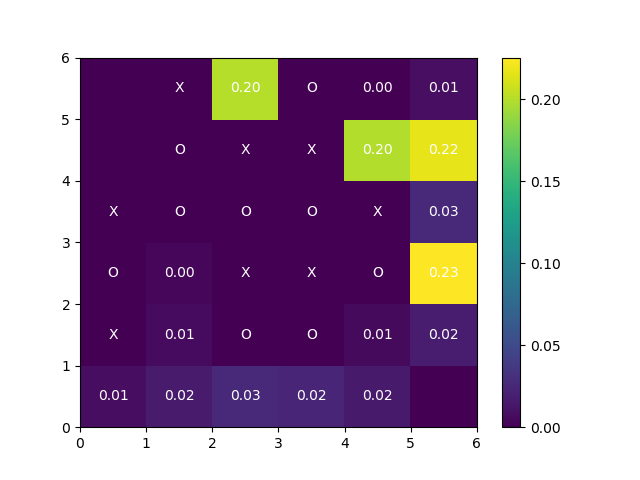 6
X 0.20 O 0.00 0.01
0.20
5
O X X 0.20 0.22
4
0.15
X O O O X 0.03
3
0.10
O 0.00 X X O 0.23
2
0.05
X 0.01 O O 0.01 0.02
1
0.01 0.02 0.03 0.02 0.02
0
0.00
0 1 2 3 4 5 6